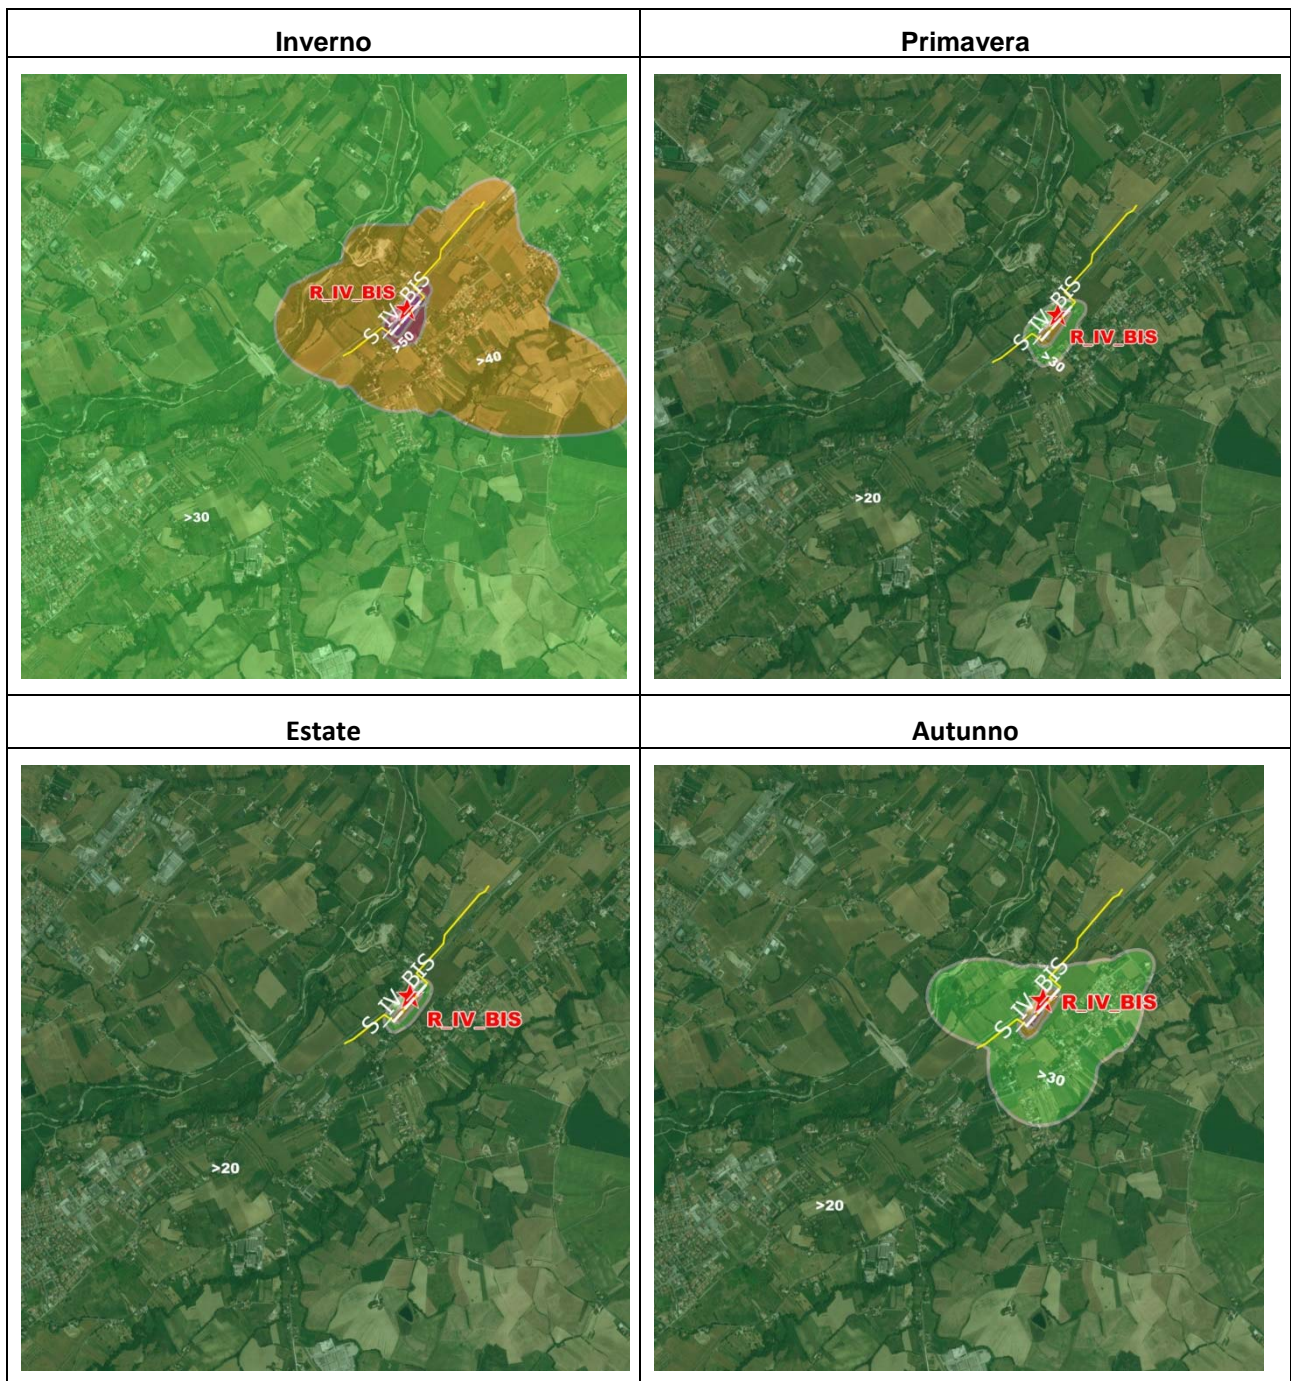 Inverno
Primavera
R_IV_BIS
S_IV_BIS
>50
>40
>30
S_IV_BIS
R_IV_BIS
>30
>20
Estate
Autunno
S_IV_BIS
R_IV_BIS
>20
S_IV_BIS
R_IV_BIS
>30
>20